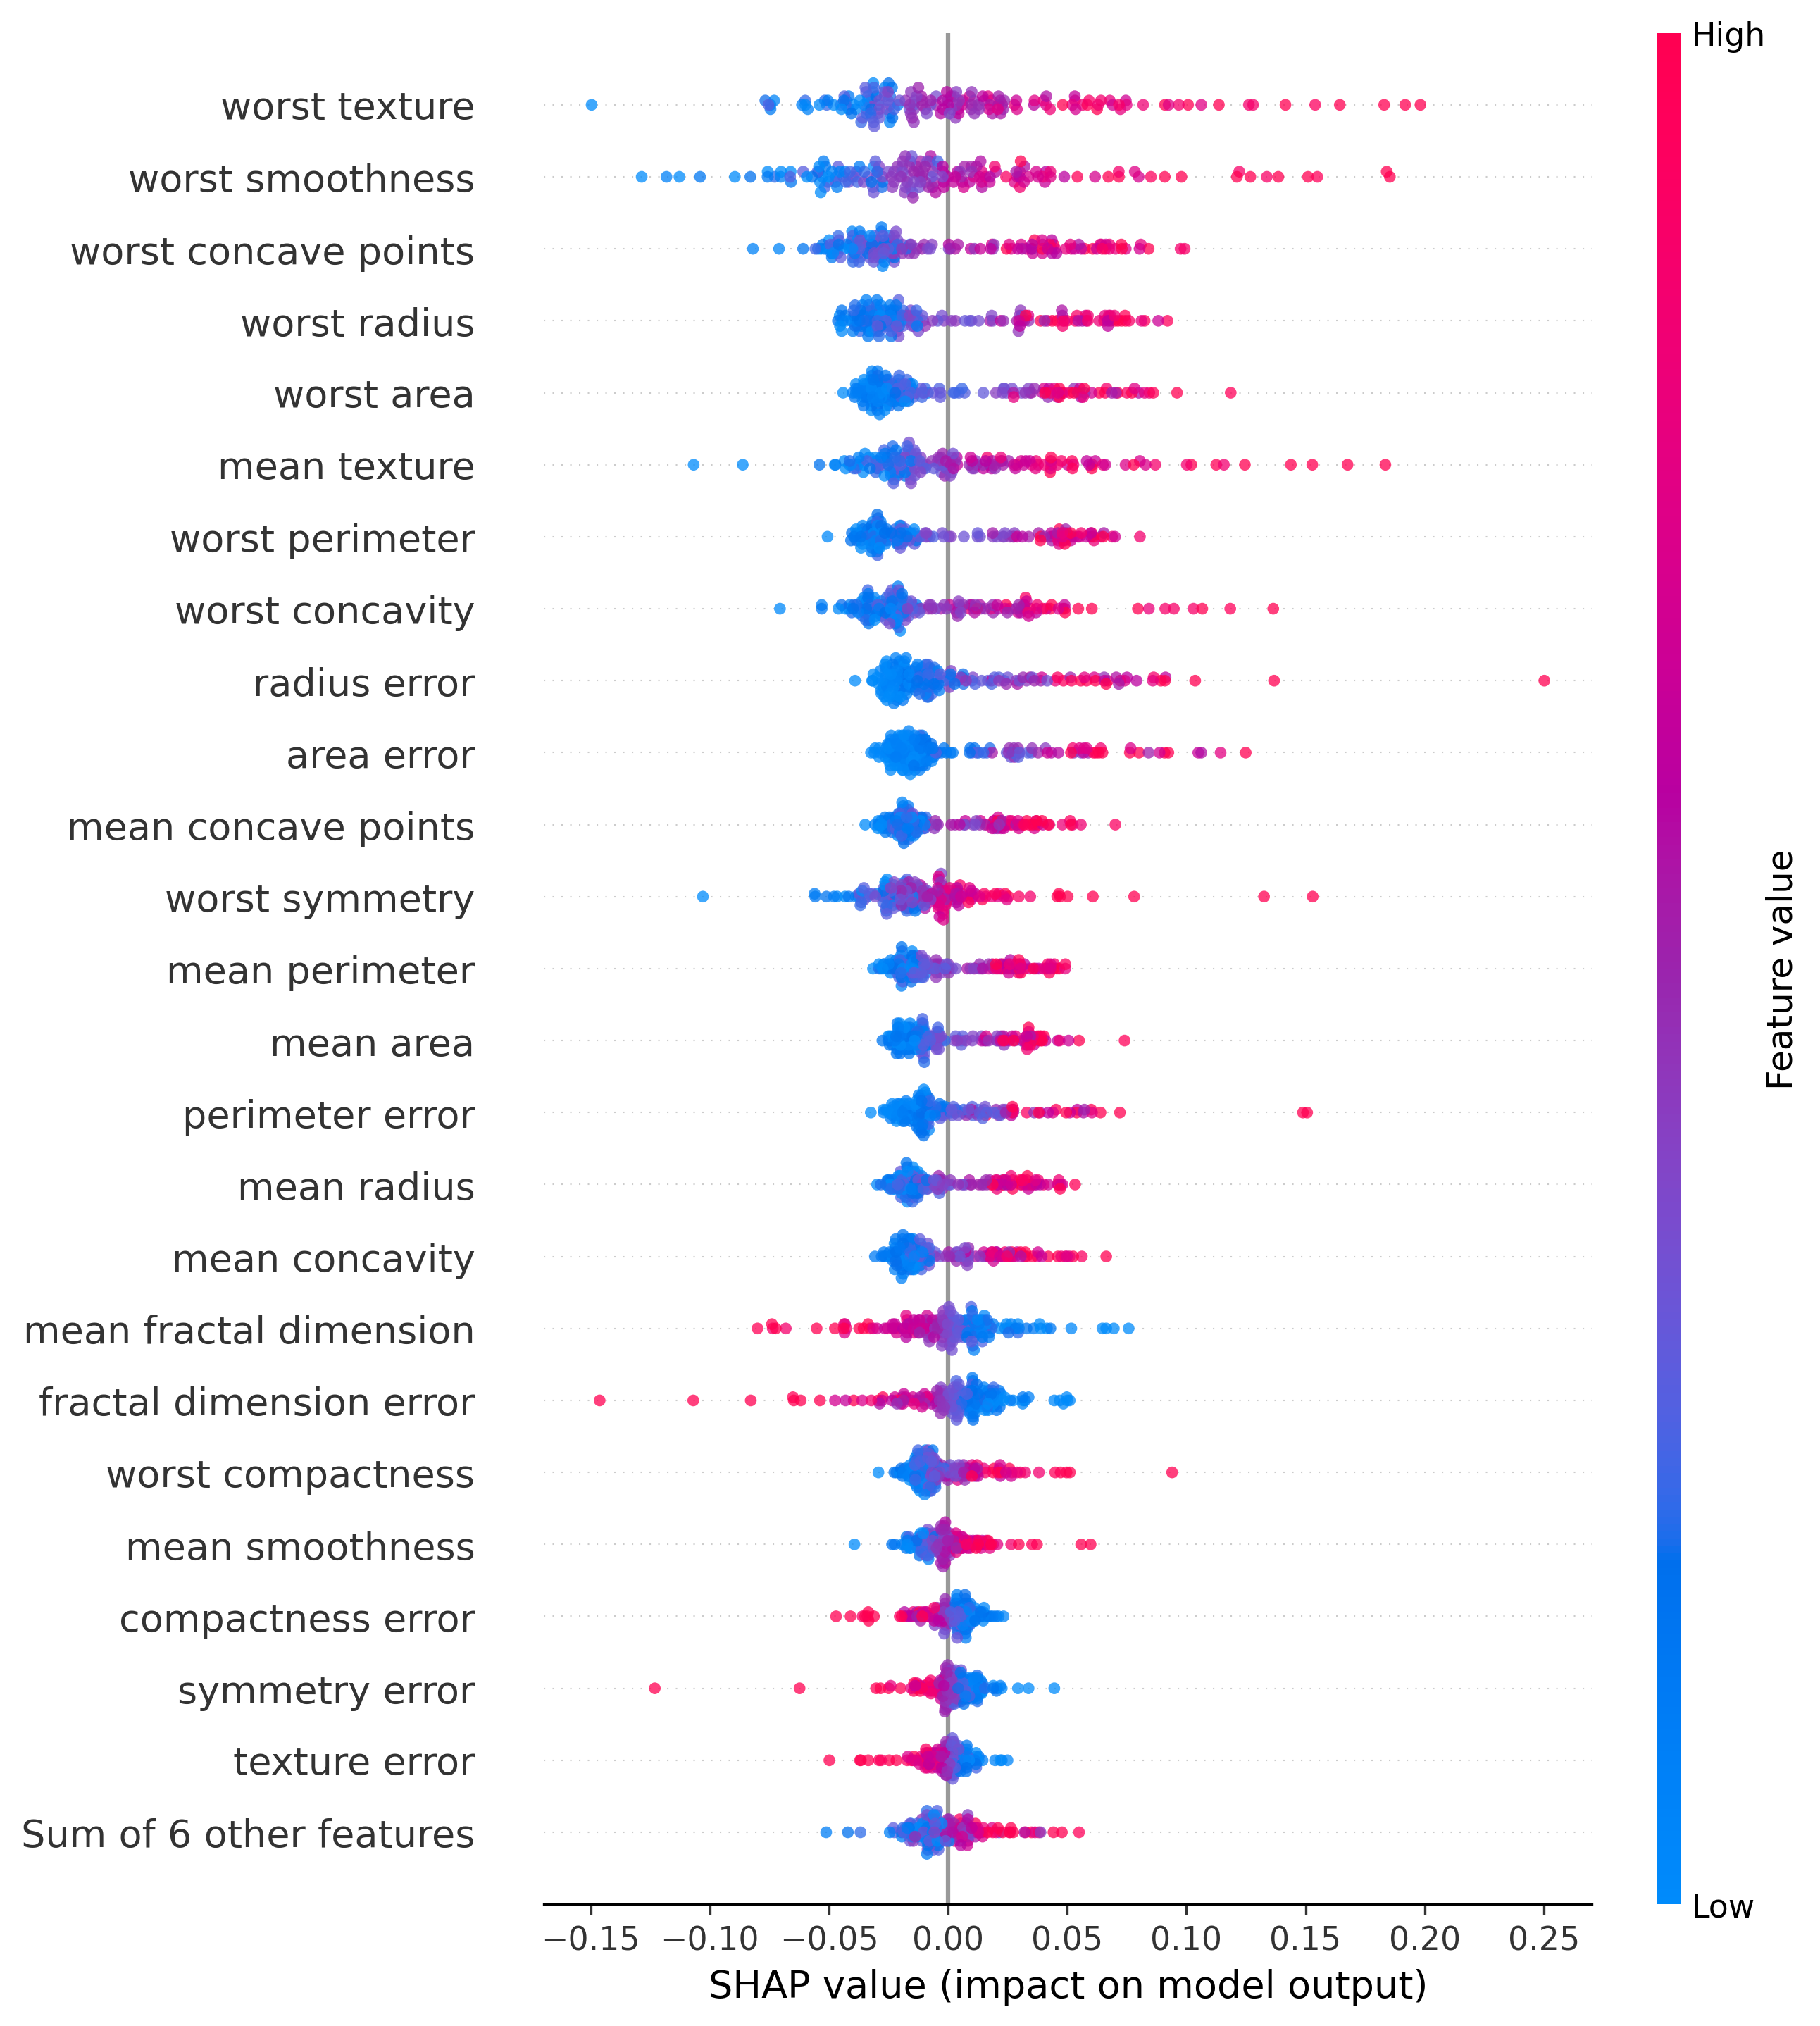 High
worst texture
worst smoothness
worst concave points
worst radius
worst area
mean texture
worst perimeter
worst concavity
radius error
area error
mean concave points
worst symmetry
mean perimeter
mean area
perimeter error
mean radius
mean concavity
mean fractal dimension
fractal dimension error
worst compactness
mean smoothness
compactness error
symmetry error
texture error
Sum of 6 other features
Feature value
Low
−0.15 −0.10 −0.05 0.00 0.05 0.10 0.15 0.20 0.25
SHAP value (impact on model output)